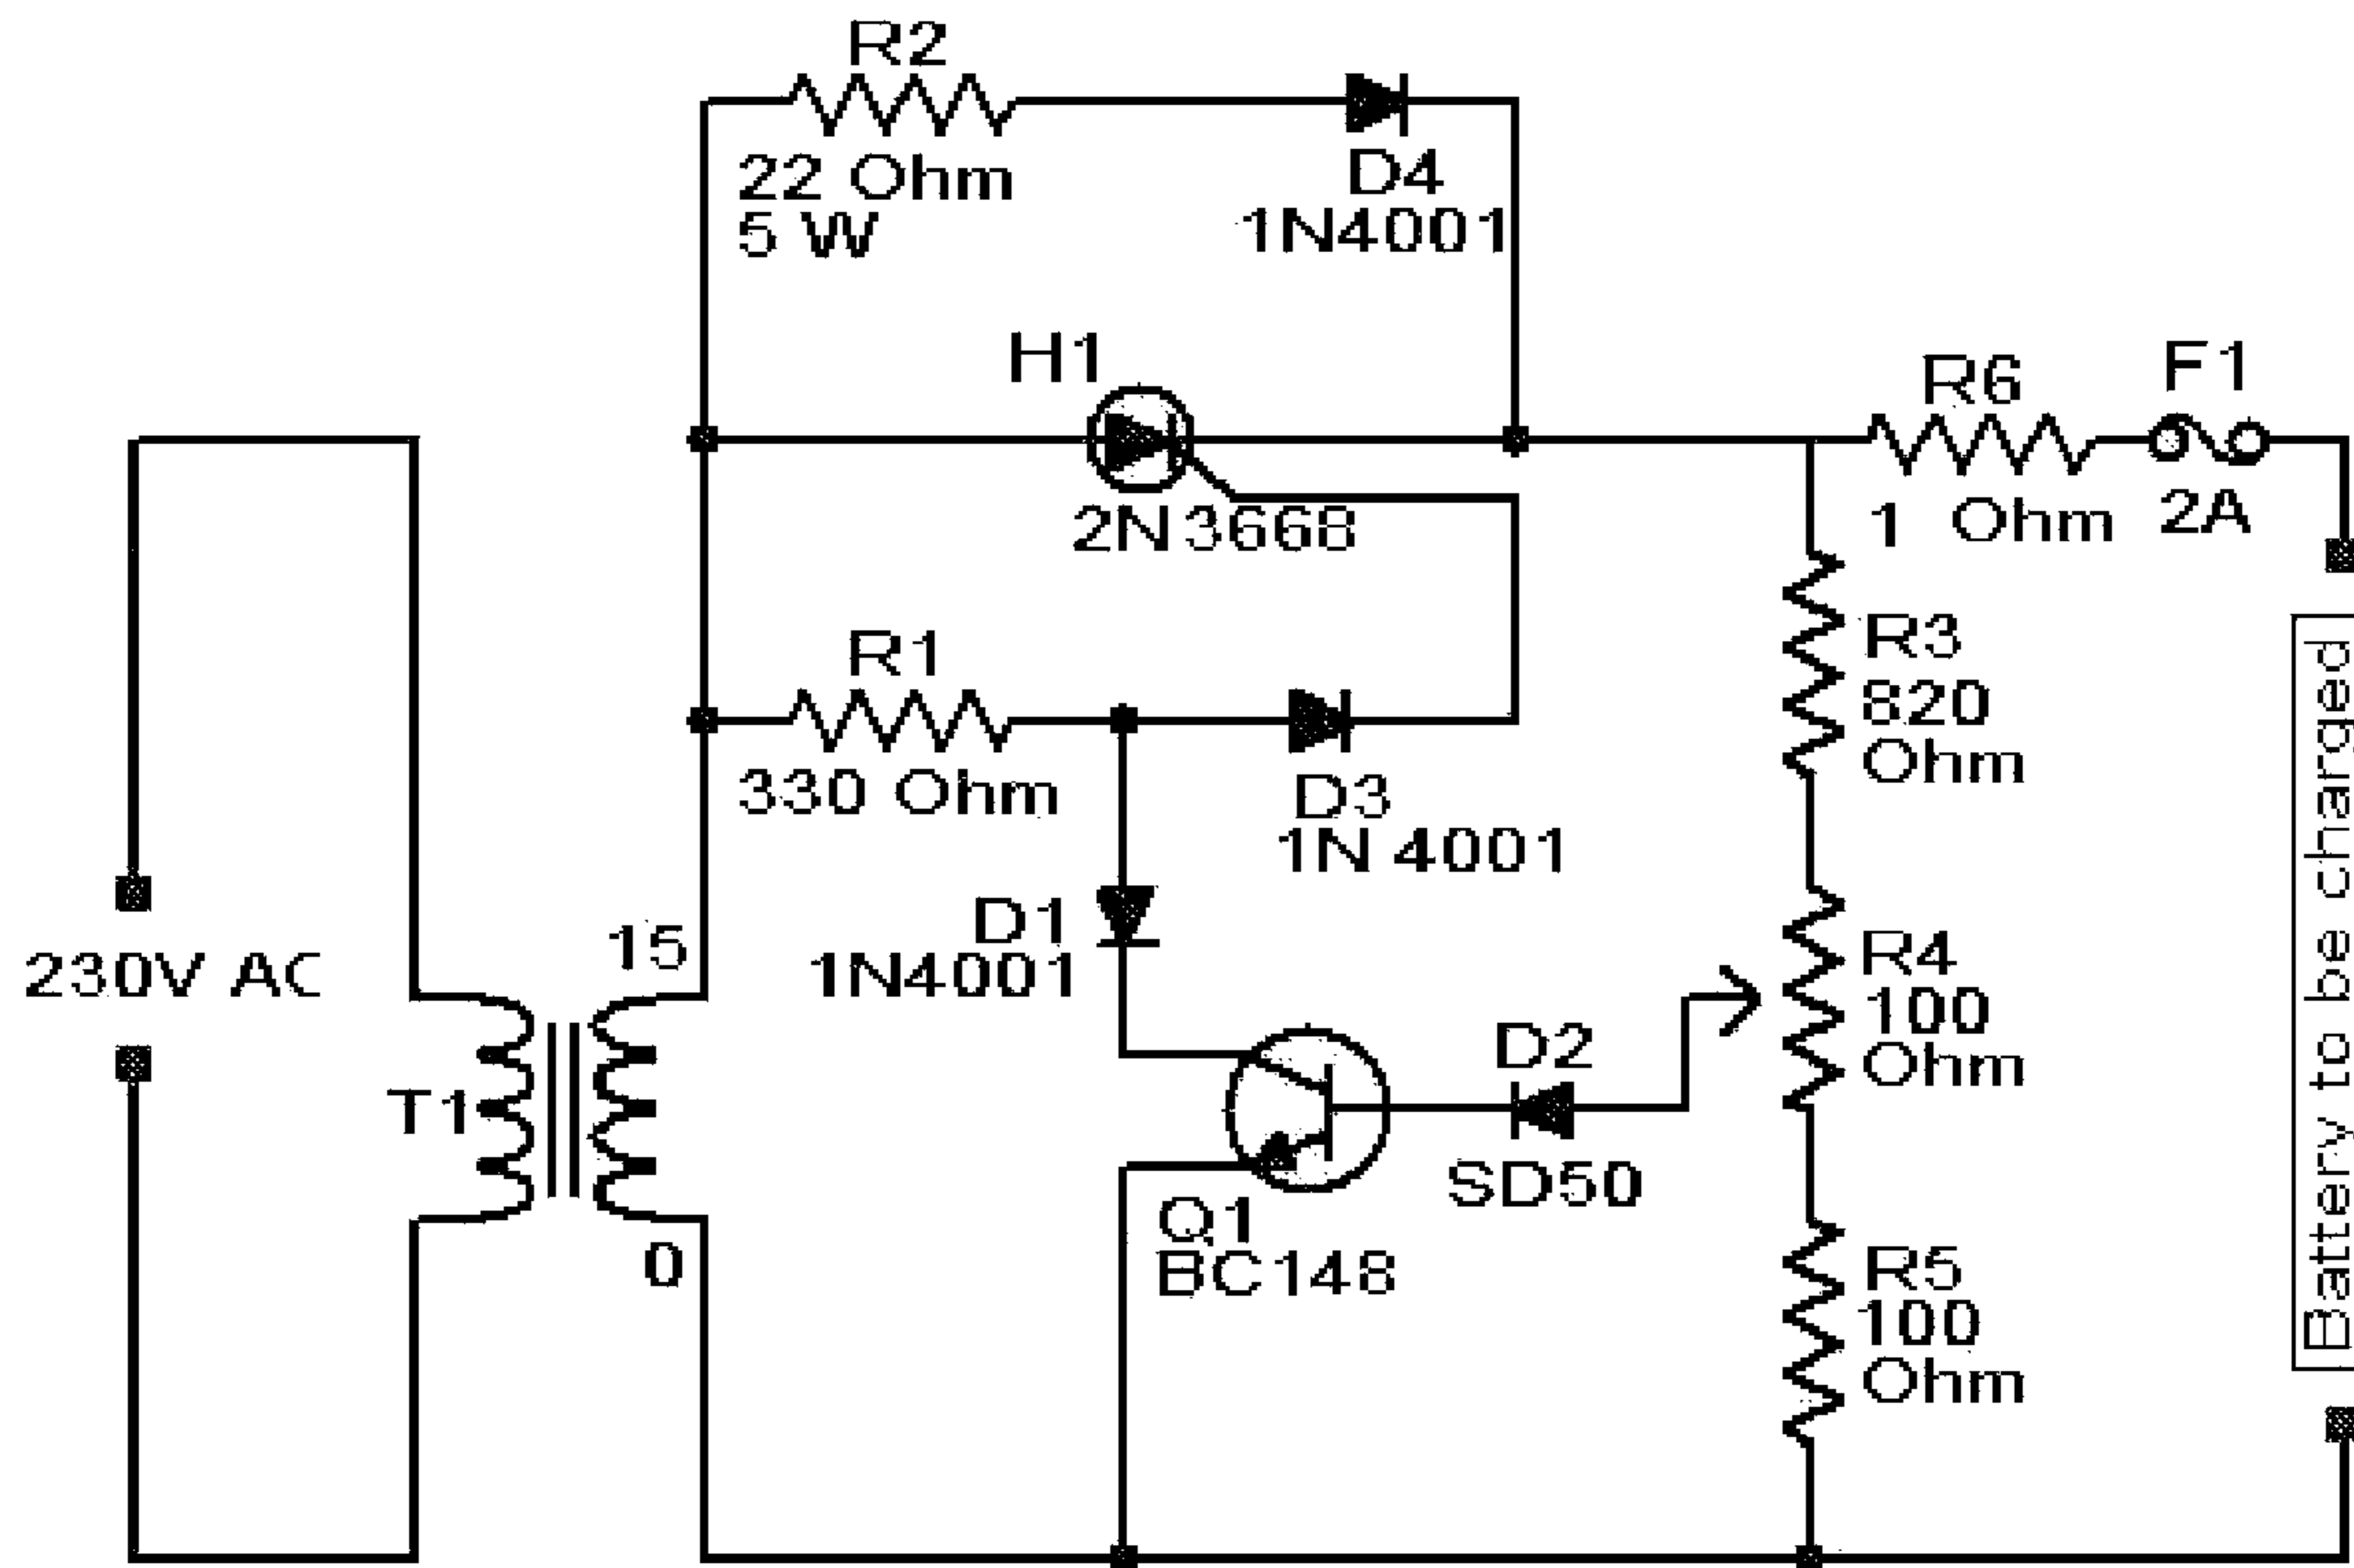 R2
22 Ohm
5 W
D4
1N4001
H1
2N3668
R6
1 Ohm
F1
2A
R1
330 Ohm
D3
1N4001
R3
820
Ohm
D1
1N4001
15
230V AC
T1
0
R4
100
Ohm
D2
SD50
Q1
BC148
R5
100
Ohm
Battery to be charged